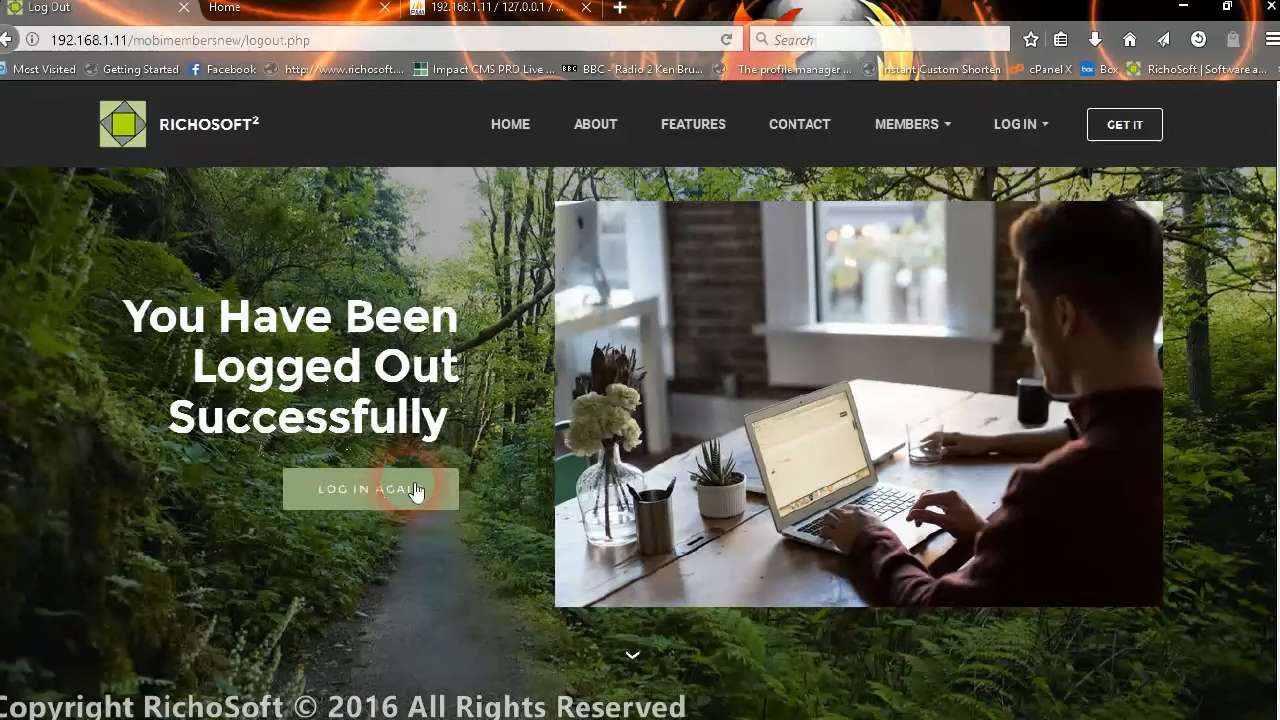 Log Out
Home
192.168.1.11 / 127.0.0.1 / ...
192.168.1.11/mobimembersnew/logout.php
Search
Most Visited
Getting Started
Facebook
http://www.richosoft....
Impact CMS PRO Live ...
BBC - Radio 2 Ken Bru...
The profile manager ...
Instant Custom Shorten
cPanel X
Box
RichoSoft | Software a...
RICHOSOFT²
HOME
ABOUT
FEATURES
CONTACT
MEMBERS
LOG IN
GET IT
You Have Been
Logged Out
Successfully
LOG IN AGAIN
Copyright RichoSoft © 2016 All Rights Reserved